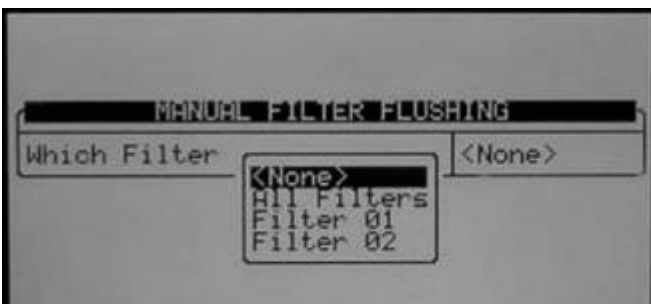 MANUAL FILTER FLUSHING
Which Filter <None>
<None>
All Filters
Filter 01
Filter 02